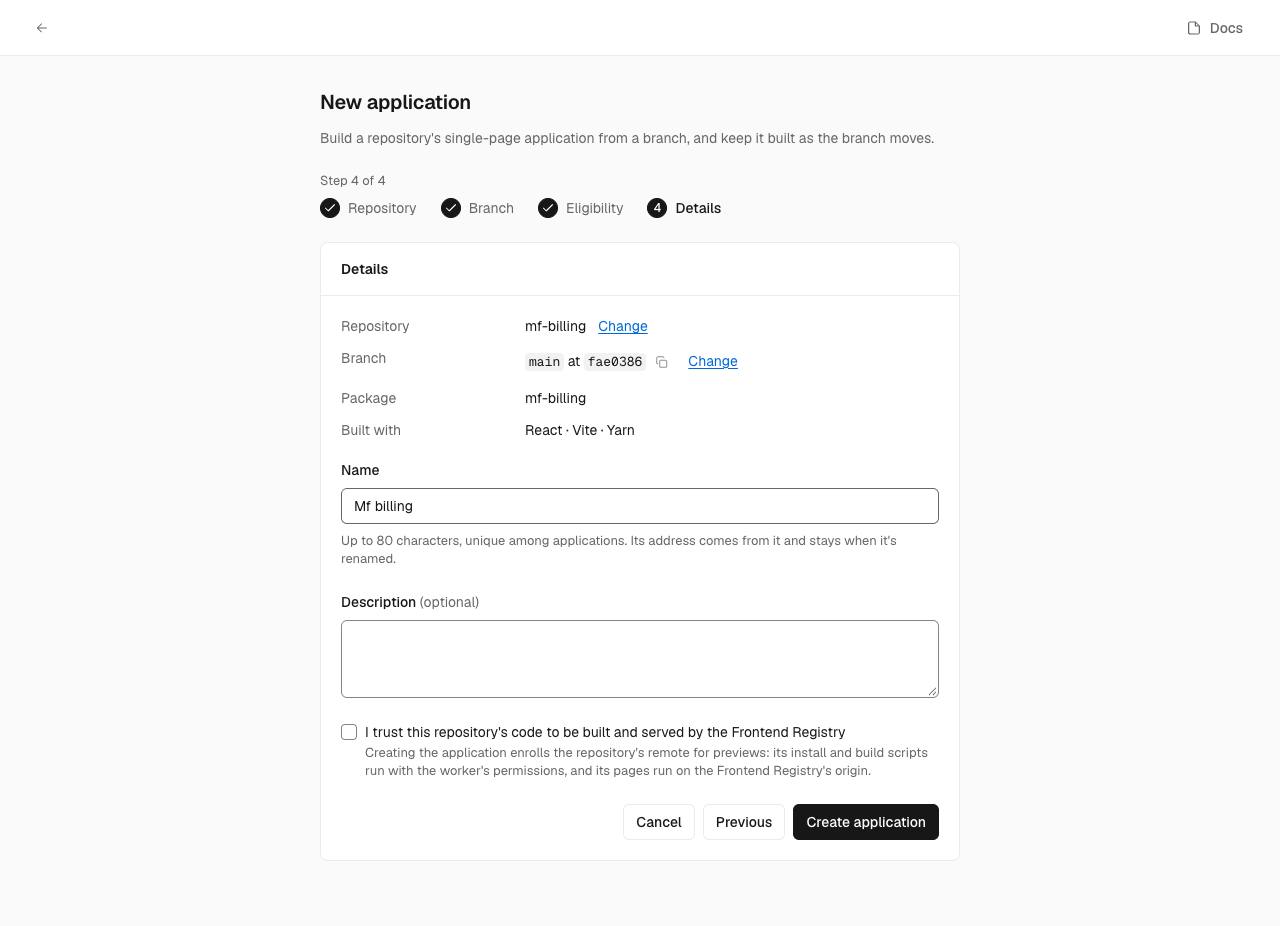 Docs
New application
Build a repository's single-page application from a branch, and keep it built as the branch moves.
Step 4 of 4
Repository
Branch
Eligibility
4 Details
Details
Repository mf-billing Change
Branch main at fae0386 Change
Package mf-billing
Built with React · Vite · Yarn
Name
Mf billing
Up to 80 characters, unique among applications. Its address comes from it and stays when it's
renamed.
Description (optional)
I trust this repository's code to be built and served by the Frontend Registry
Creating the application enrolls the repository's remote for previews: its install and build scripts
run with the worker's permissions, and its pages run on the Frontend Registry's origin.
Cancel Previous Create application